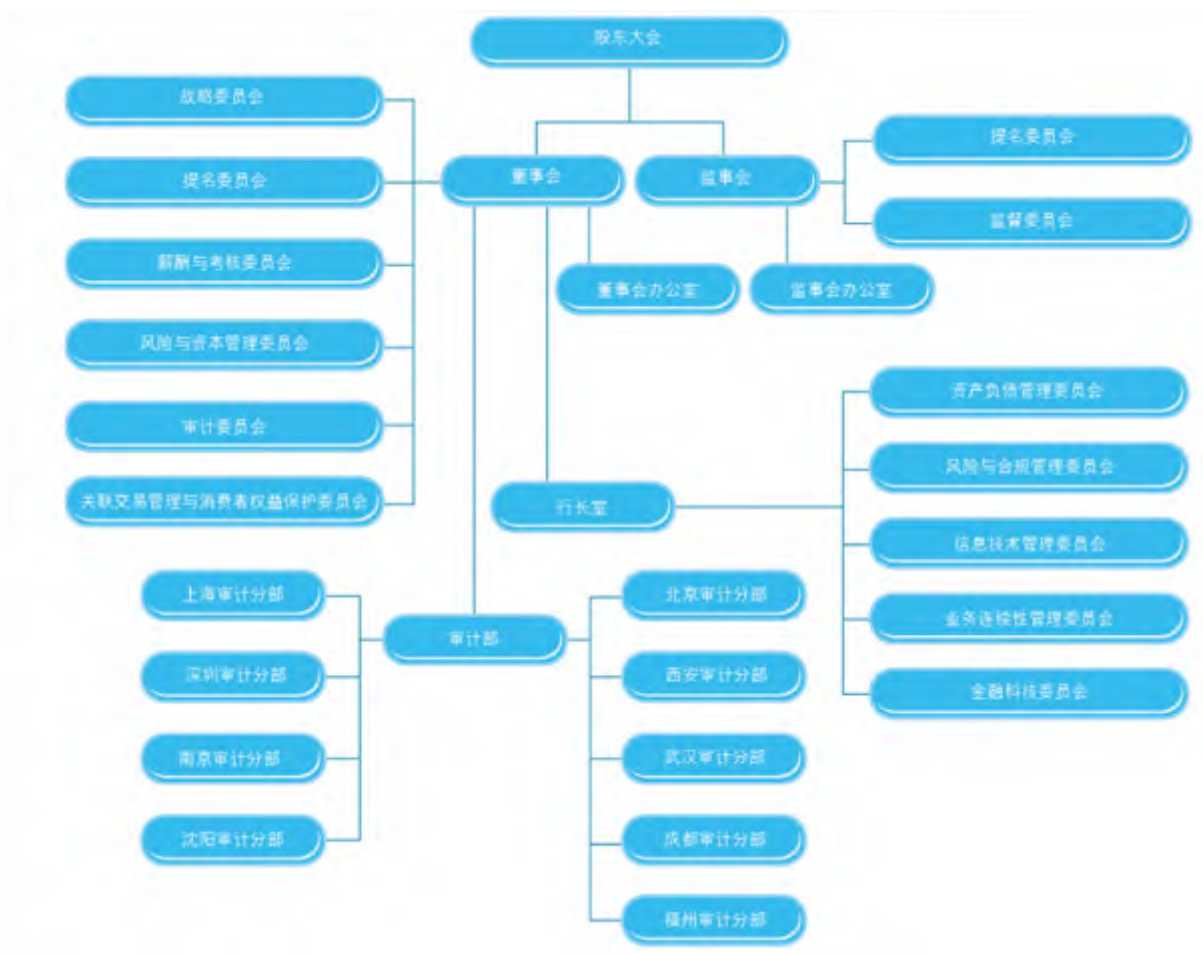 股东大会
战略委员会
提名委员会
薪酬与考核委员会
风险与资本管理委员会
审计委员会
关联交易管理与消费者权益保护委员会
董事会
监事会
提名委员会
监督委员会
董事会办公室
监事会办公室
行长室
资产负债管理委员会
风险与合规管理委员会
信息技术管理委员会
业务连续性管理委员会
金融科技委员会
审计部
上海审计分部
深圳审计分部
南京审计分部
沈阳审计分部
北京审计分部
西安审计分部
武汉审计分部
成都审计分部
福州审计分部